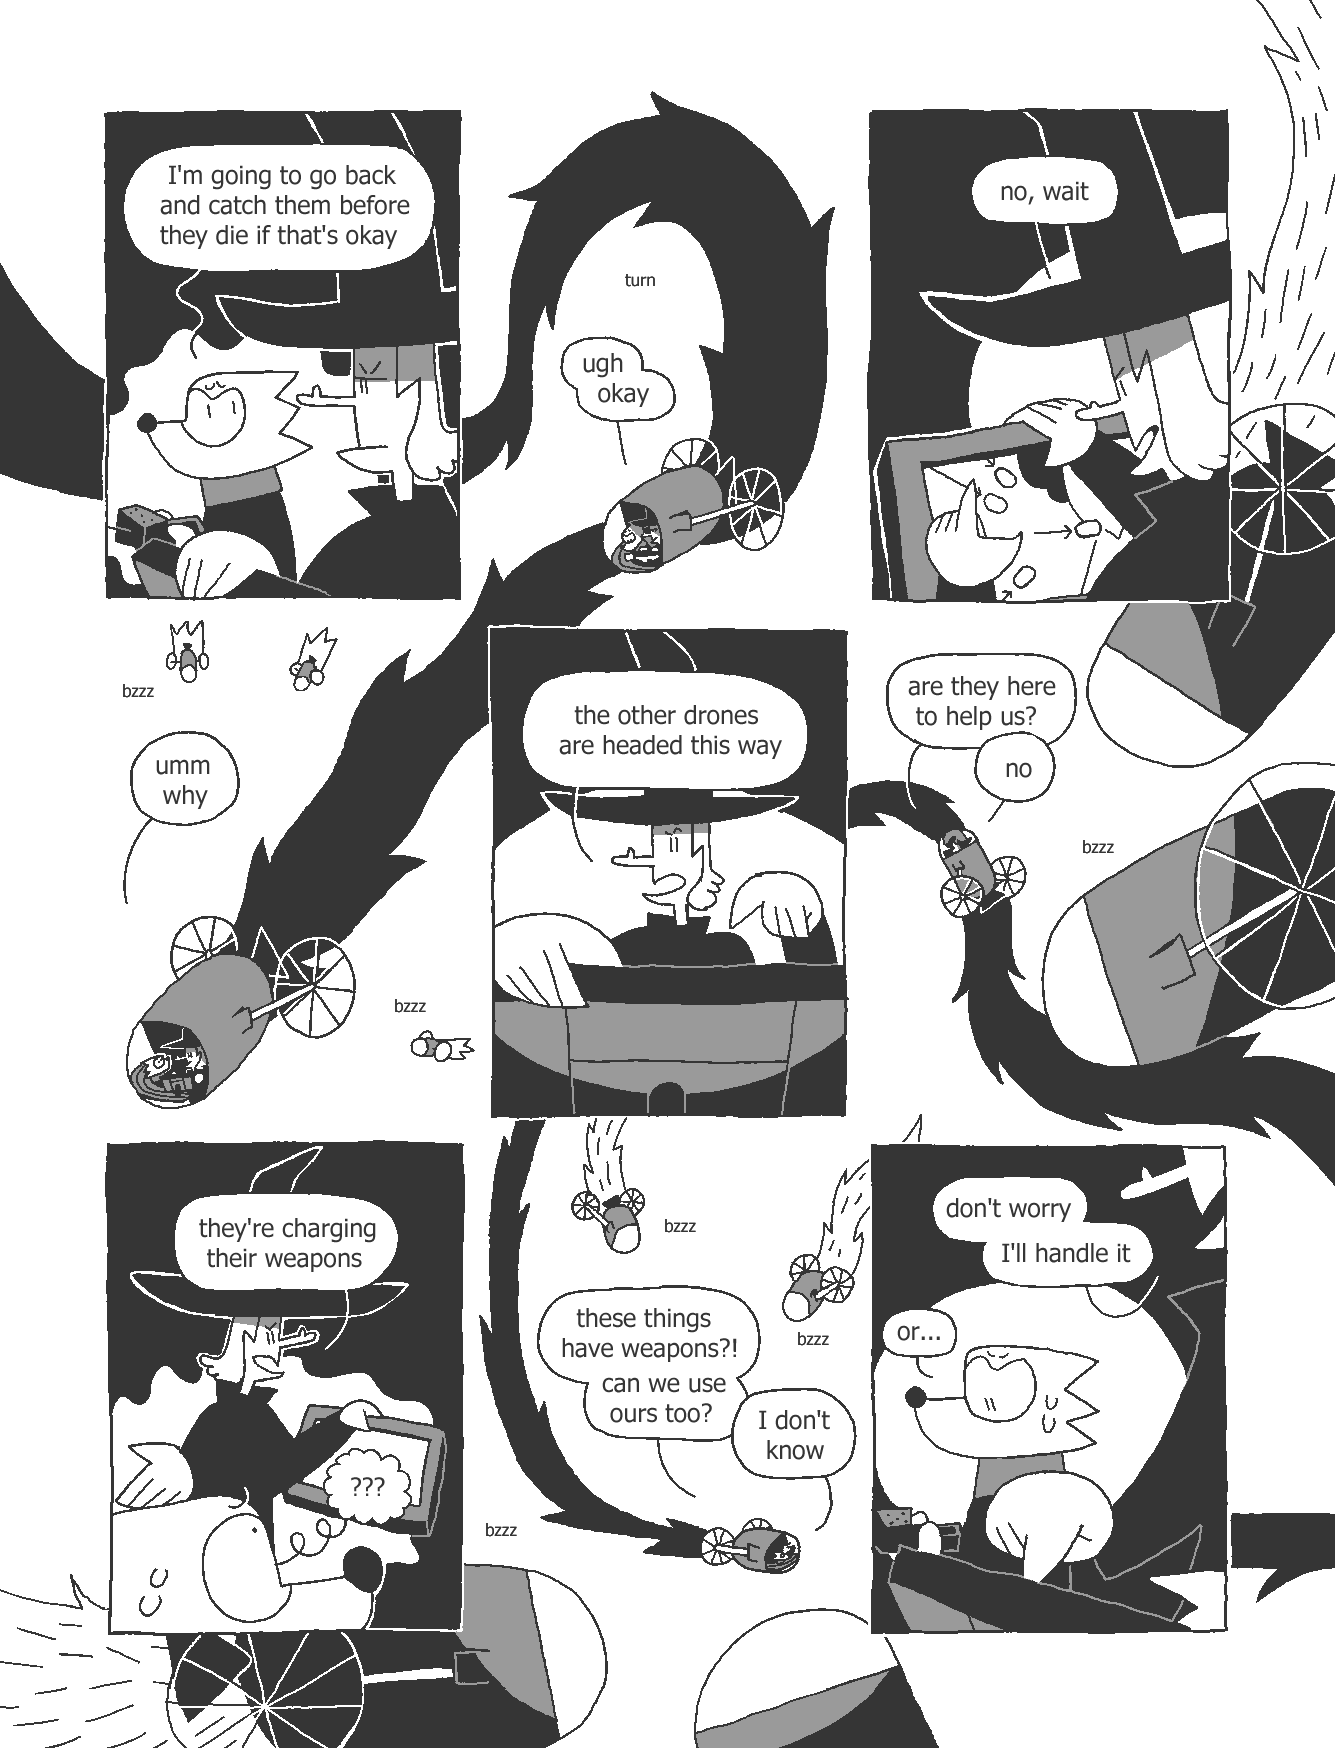 I'm going to go back
and catch them before
they die if that's okay
turn
ugh
okay
no, wait
bzzz
umm
why
bzzz
the other drones
are headed this way
are they here
to help us?
no
bzzz
they're charging
their weapons
???
bzzz
bzzz
these things
have weapons?!
can we use
ours too?
I don't
know
bzzz
don't worry
I'll handle it
or...